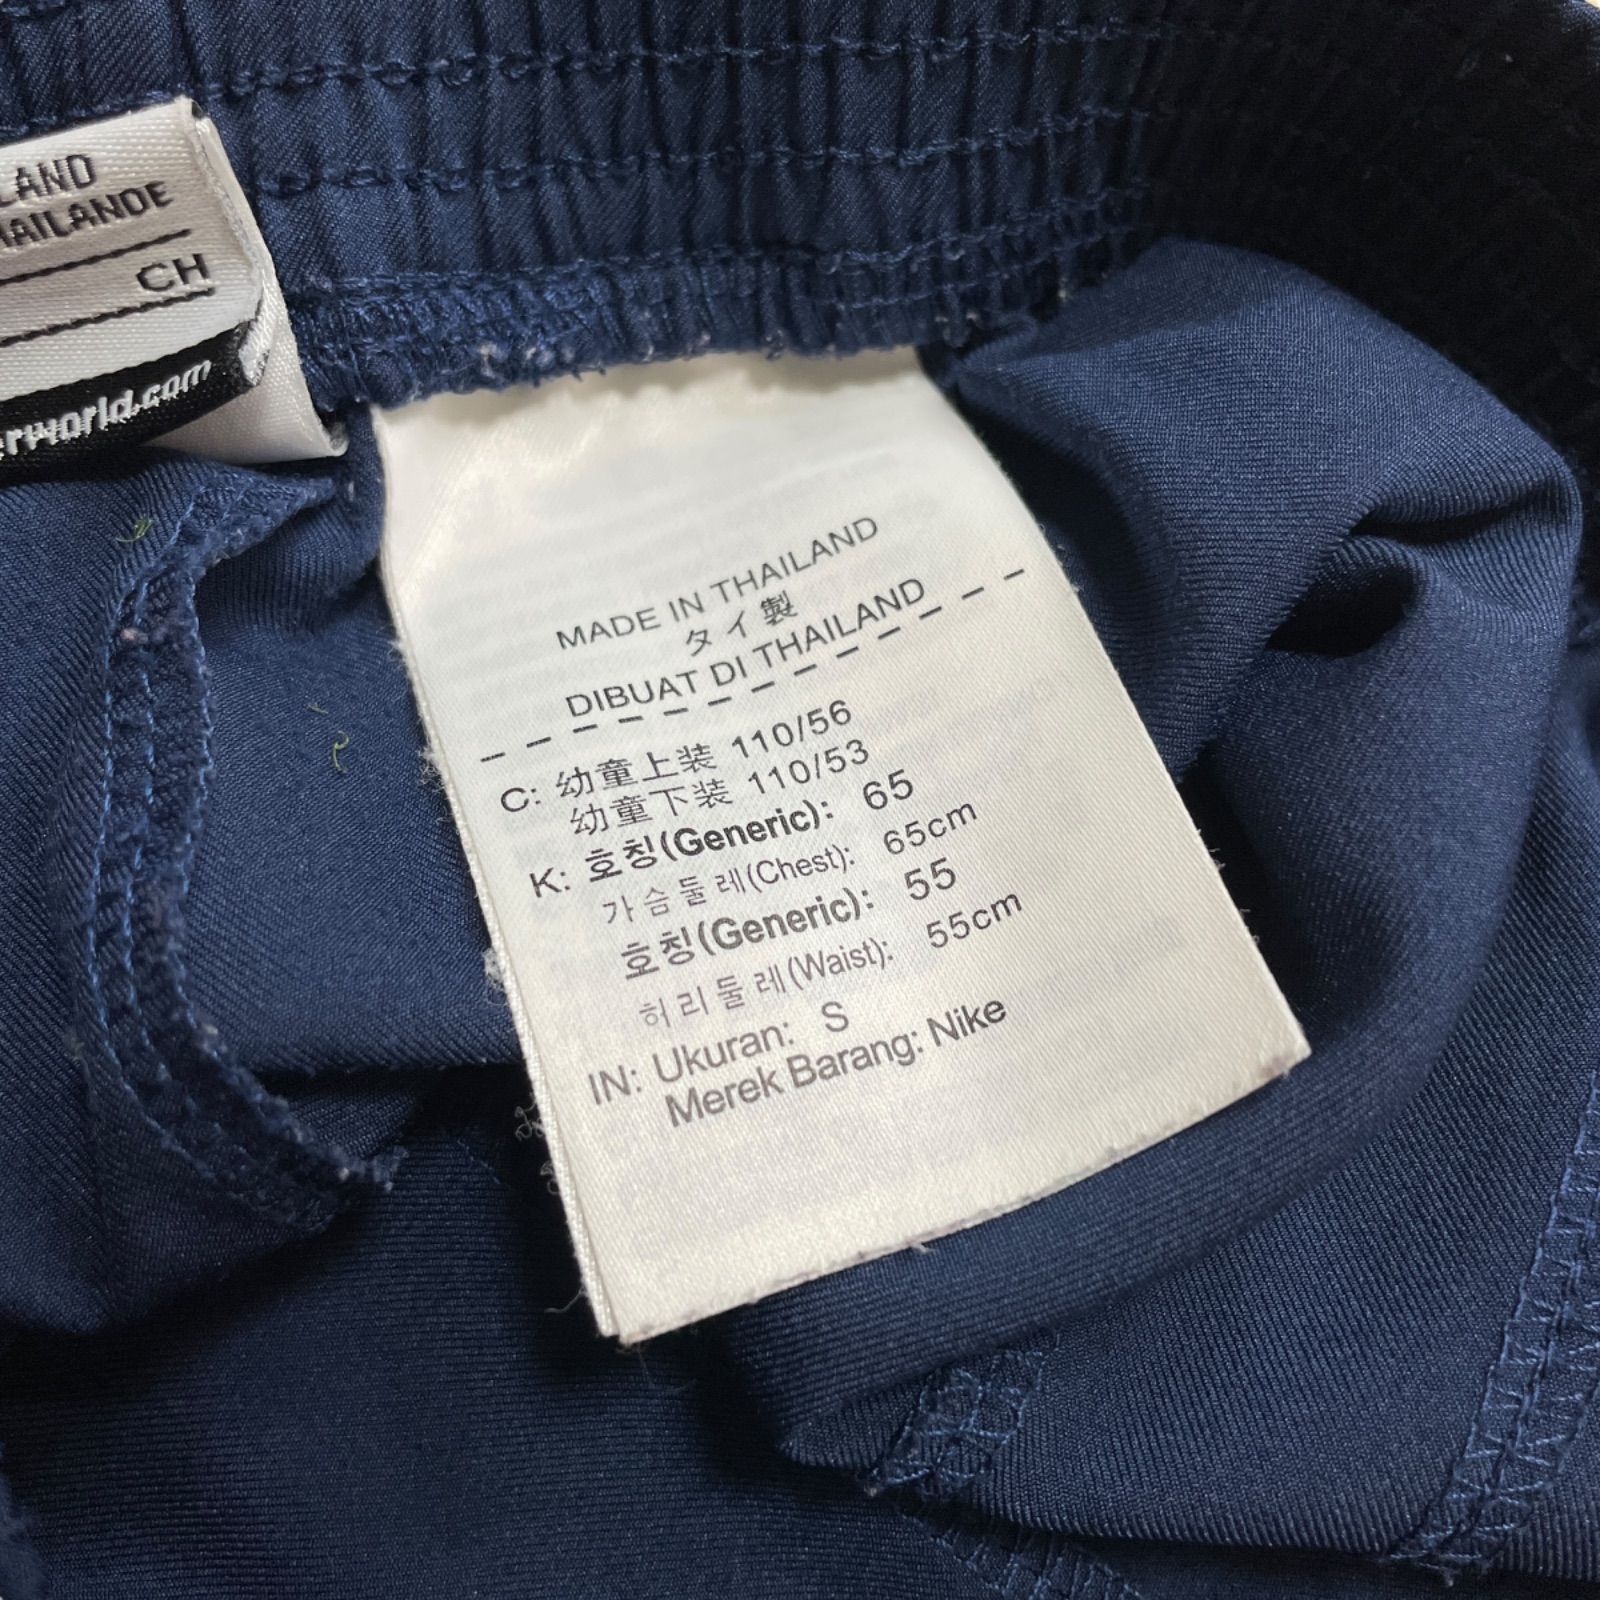 LAND
AILANDE
CH
rworld.com
MADE IN THAILAND
タイ製
DIBUAT DI THAILAND
C: 幼童上装 110/56
幼童下装 110/53
K: 호칭(Generic): 65
가슴둘레(Chest): 65cm
호칭(Generic): 55
허리둘레(Waist): 55cm
IN: Ukuran: S
Merek Barang: Nike